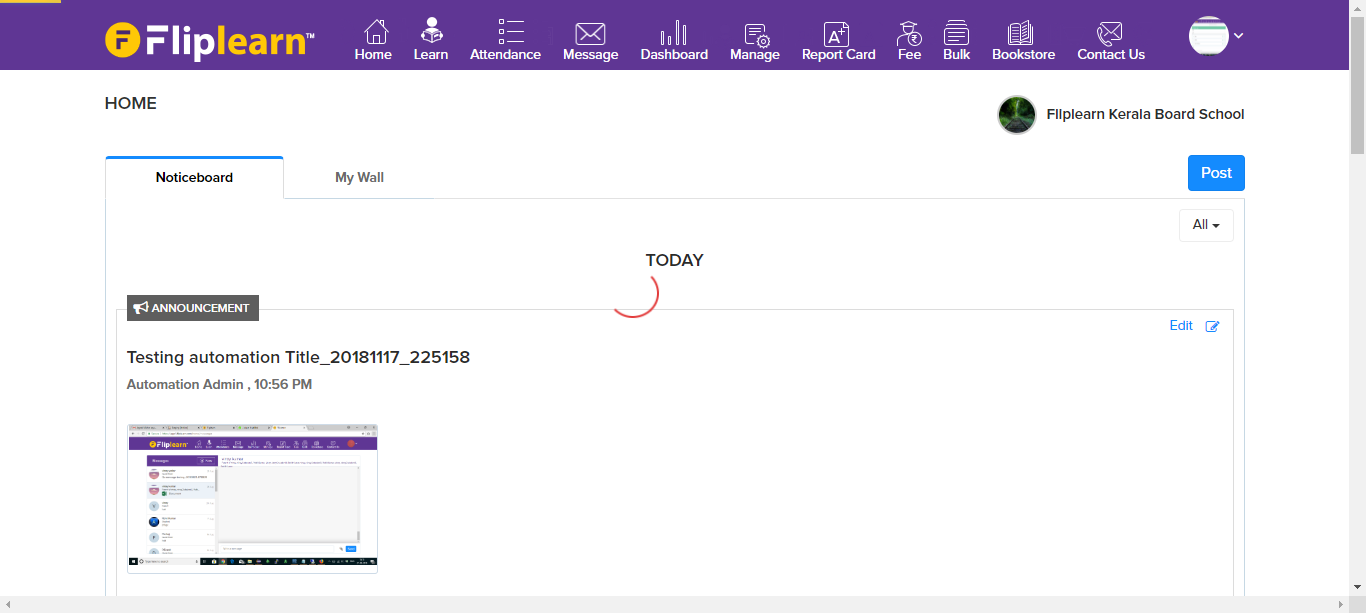 Fliplearn™
Home Learn Attendance Message Dashboard Manage Report Card Fee Bulk Bookstore Contact Us
HOME
Fliplearn Kerala Board School
Noticeboard My Wall
Post
All
TODAY
ANNOUNCEMENT
Edit
Testing automation Title_20181117_225158
Automation Admin , 10:56 PM
Fliplearn